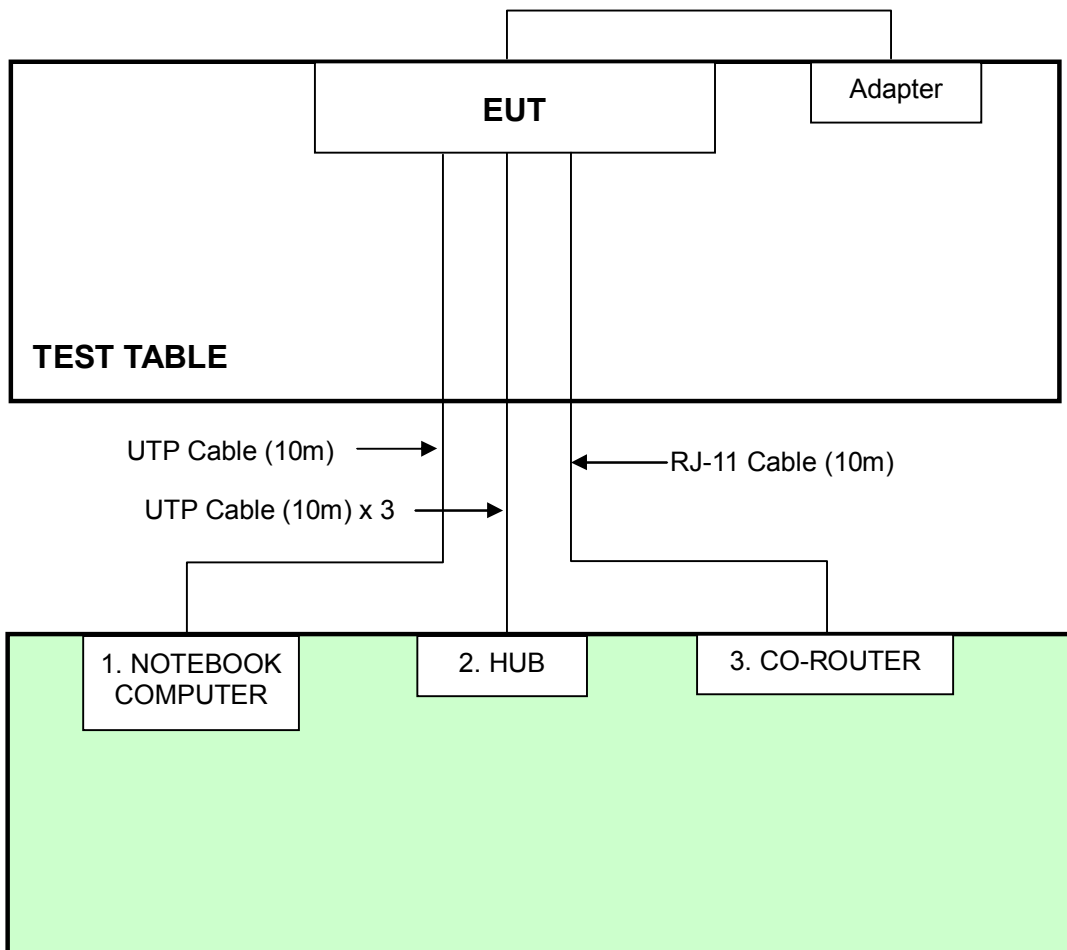 EUT
Adapter
TEST TABLE
UTP Cable (10m)
RJ-11 Cable (10m)
UTP Cable (10m) x 3
1. NOTEBOOK
COMPUTER
2. HUB
3. CO-ROUTER